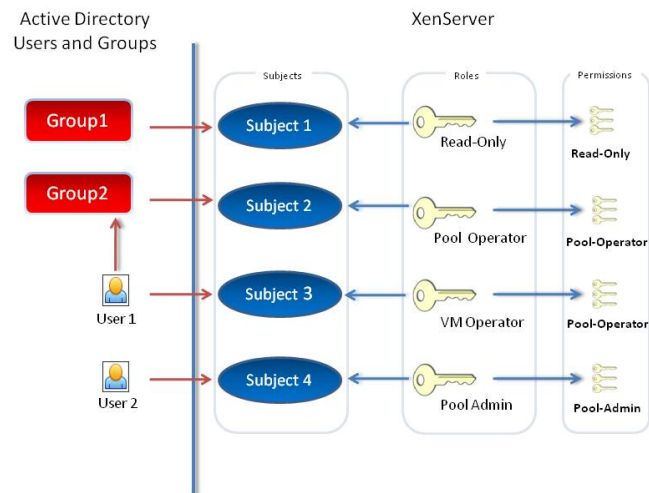 Active Directory
Users and Groups
XenServer
Subjects
Roles
Permissions
Group1
Subject 1
Read-Only
Read-Only
Group2
Subject 2
Pool Operator
Pool-Operator
User 1
Subject 3
VM Operator
Pool-Operator
User 2
Subject 4
Pool Admin
Pool-Admin